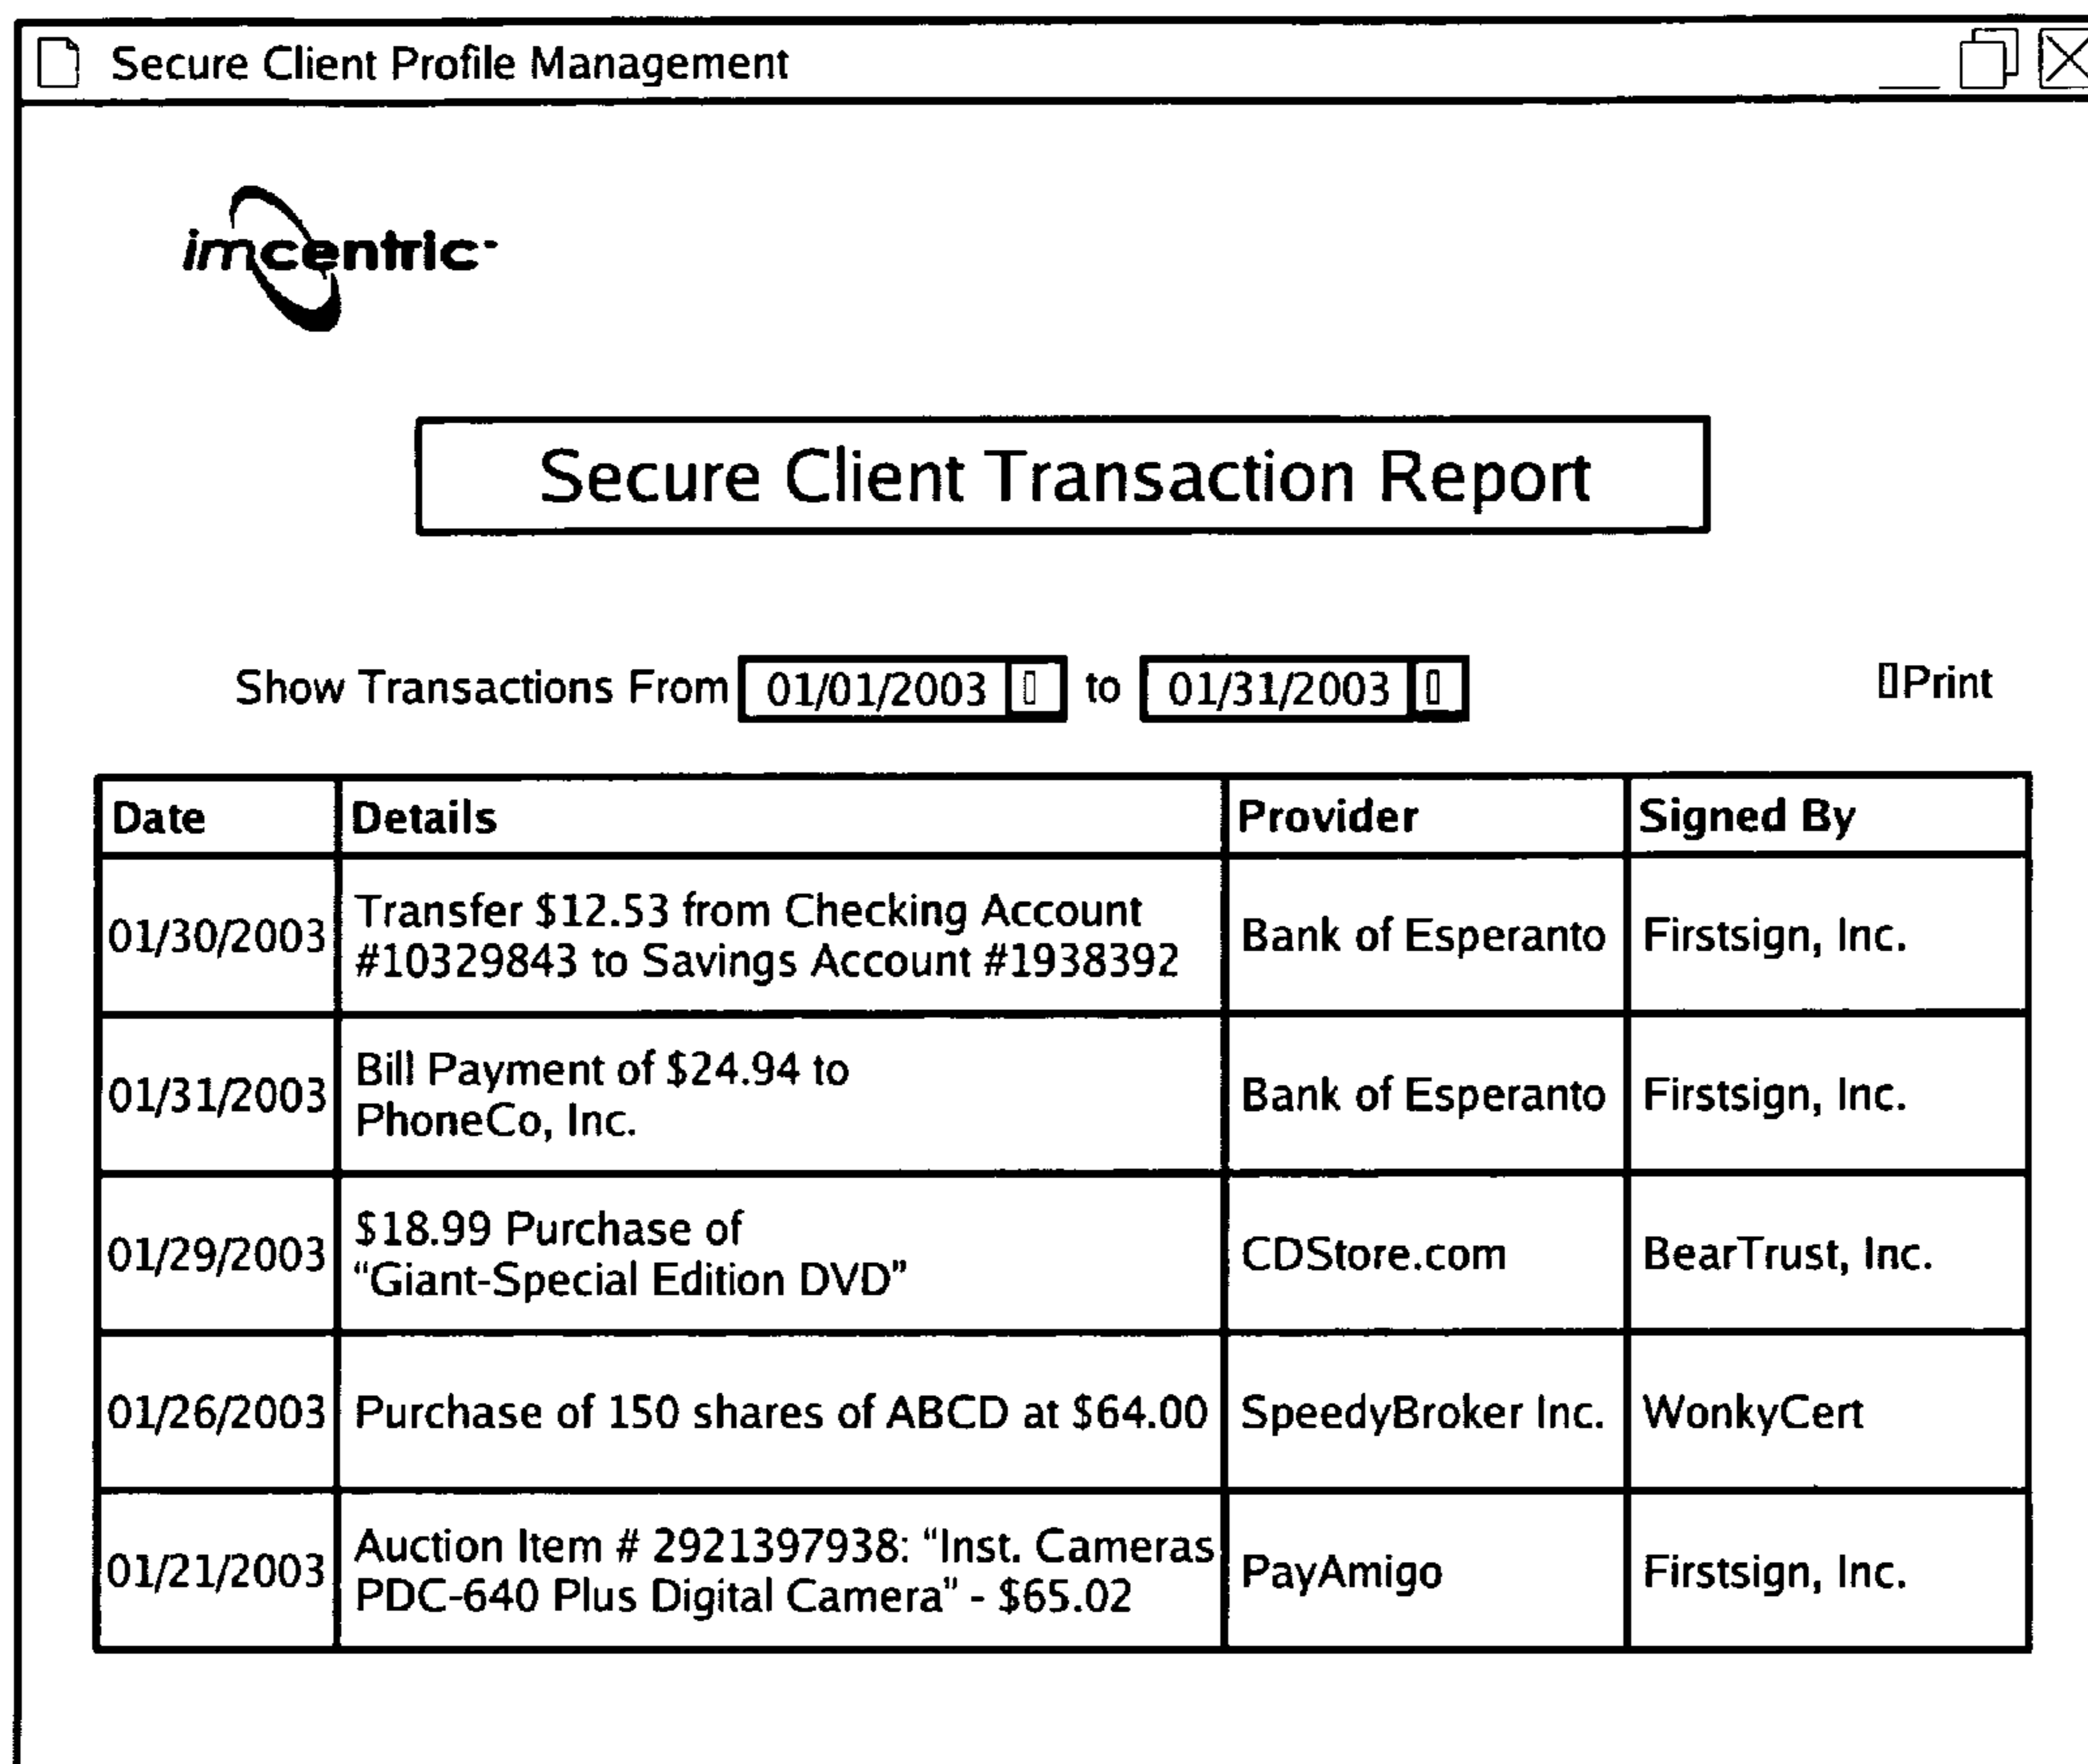 Secure Client Profile Management
imcentric
Secure Client Transaction Report
Show Transactions From 01/01/2003 to 01/31/2003 Print
Date Details Provider Signed By
01/30/2003 Transfer $12.53 from Checking Account
#10329843 to Savings Account #1938392 Bank of Esperanto Firstsign, Inc.
01/31/2003 Bill Payment of $24.94 to
PhoneCo, Inc. Bank of Esperanto Firstsign, Inc.
01/29/2003 $18.99 Purchase of
“Giant-Special Edition DVD” CDStore.com BearTrust, Inc.
01/26/2003 Purchase of 150 shares of ABCD at $64.00 SpeedyBroker Inc. WonkyCert
01/21/2003 Auction Item # 2921397938: “Inst. Cameras
PDC-640 Plus Digital Camera” - $65.02 PayAmigo Firstsign, Inc.